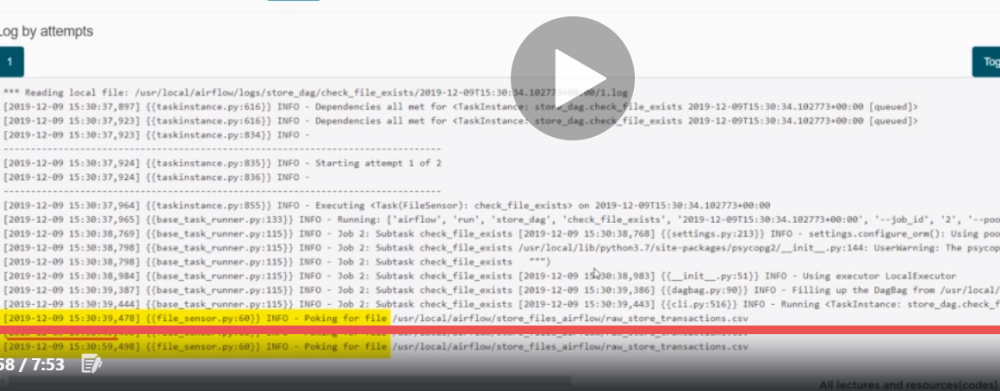 Log by attempts
1
Tog
*** Reading local file: /usr/local/airflow/logs/store_dag/check_file_exists/2019-12-09T15:30:34.102773+00:00/1.log
[2019-12-09 15:30:37,897] {{taskinstance.py:616}} INFO - Dependencies all met for <TaskInstance: store_dag.check_file_exists 2019-12-09T15:30:34.102773+00:00 [queued]>
[2019-12-09 15:30:37,923] {{taskinstance.py:616}} INFO - Dependencies all met for <TaskInstance: store_dag.check_file_exists 2019-12-09T15:30:34.102773+00:00 [queued]>
[2019-12-09 15:30:37,923] {{taskinstance.py:834}} INFO -
--------------------------------------------------------------------------------
[2019-12-09 15:30:37,924] {{taskinstance.py:835}} INFO - Starting attempt 1 of 2
[2019-12-09 15:30:37,924] {{taskinstance.py:836}} INFO -
--------------------------------------------------------------------------------
[2019-12-09 15:30:37,964] {{taskinstance.py:855}} INFO - Executing <Task(FileSensor): check_file_exists> on 2019-12-09T15:30:34.102773+00:00
[2019-12-09 15:30:37,965] {{base_task_runner.py:133}} INFO - Running: ['airflow', 'run', 'store_dag', 'check_file_exists', '2019-12-09T15:30:34.102773+00:00', '--job_id', '2', '--poo
[2019-12-09 15:30:38,769] {{base_task_runner.py:115}} INFO - Job 2: Subtask check_file_exists [2019-12-09 15:30:38,768] {{settings.py:213}} INFO - settings.configure_orm(): Using poo
[2019-12-09 15:30:38,798] {{base_task_runner.py:115}} INFO - Job 2: Subtask check_file_exists /usr/local/lib/python3.7/site-packages/psycopg2/__init__.py:144: UserWarning: The psycop
[2019-12-09 15:30:38,798] {{base_task_runner.py:115}} INFO - Job 2: Subtask check_file_exists   """)
[2019-12-09 15:30:38,984] {{base_task_runner.py:115}} INFO - Job 2: Subtask check_file_exists [2019-12-09 15:30:38,983] {{__init__.py:51}} INFO - Using executor LocalExecutor
[2019-12-09 15:30:39,387] {{base_task_runner.py:115}} INFO - Job 2: Subtask check_file_exists [2019-12-09 15:30:39,386] {{dagbag.py:90}} INFO - Filling up the DagBag from /usr/local/
[2019-12-09 15:30:39,444] {{base_task_runner.py:115}} INFO - Job 2: Subtask check_file_exists [2019-12-09 15:30:39,443] {{cli.py:516}} INFO - Running <TaskInstance: store_dag.check_f
[2019-12-09 15:30:39,478] {{file_sensor.py:60}} INFO - Poking for file /usr/local/airflow/store_files_airflow/raw_store_transactions.csv
[2019-12-09 15:30:59,498] {{file_sensor.py:60}} INFO - Poking for file /usr/local/airflow/store_files_airflow/raw_store_transactions.csv
58 / 7:53
All lectures and resources(codes)